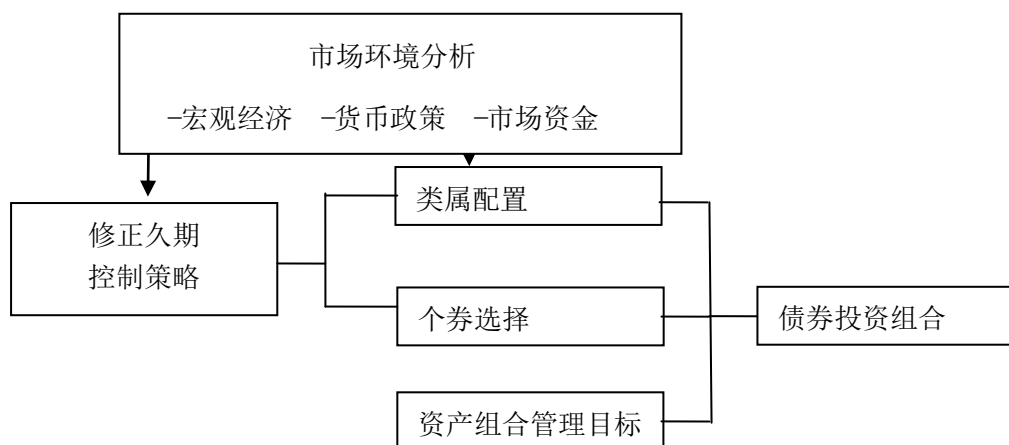 市场环境分析
-宏观经济 -货币政策 -市场资金
类属配置
修正久期
控制策略
个券选择
债券投资组合
资产组合管理目标